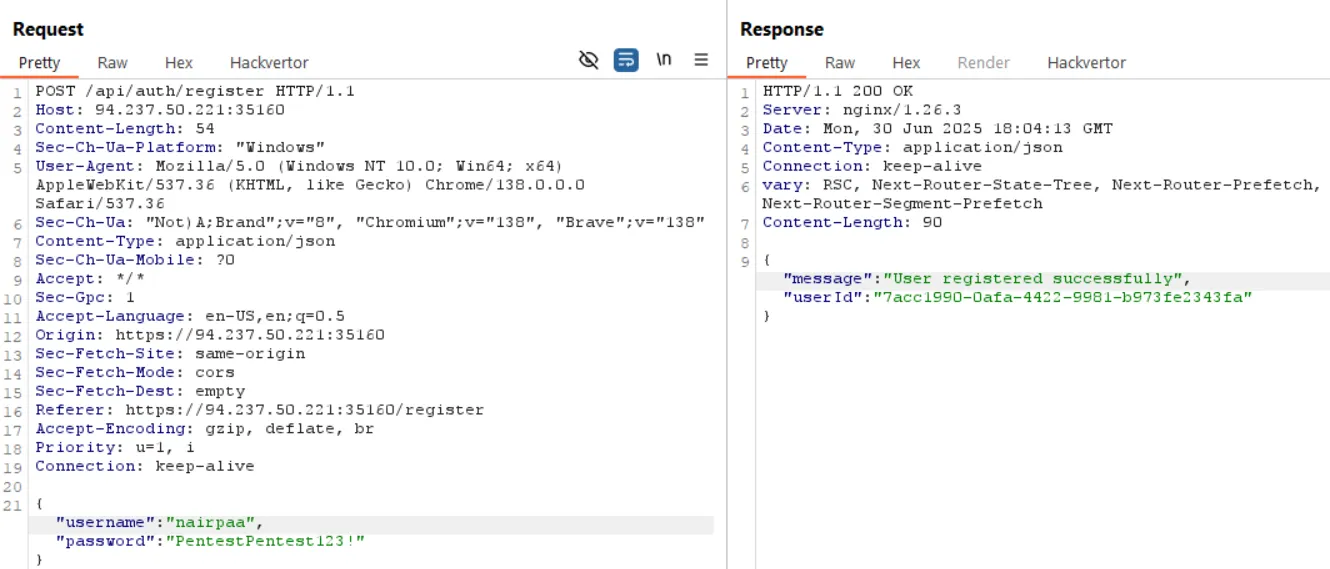 Request
Pretty Raw Hex Hackvertor \n
1 POST /api/auth/register HTTP/1.1
2 Host: 94.237.50.221:35160
3 Content-Length: 54
4 Sec-Ch-Ua-Platform: "Windows"
5 User-Agent: Mozilla/5.0 (Windows NT 10.0; Win64; x64)
AppleWebKit/537.36 (KHTML, like Gecko) Chrome/138.0.0.0
Safari/537.36
6 Sec-Ch-Ua: "Not)A;Brand";v="8", "Chromium";v="138", "Brave";v="138"
7 Content-Type: application/json
8 Sec-Ch-Ua-Mobile: ?0
9 Accept: */*
10 Sec-Gpc: 1
11 Accept-Language: en-US,en;q=0.5
12 Origin: https://94.237.50.221:35160
13 Sec-Fetch-Site: same-origin
14 Sec-Fetch-Mode: cors
15 Sec-Fetch-Dest: empty
16 Referer: https://94.237.50.221:35160/register
17 Accept-Encoding: gzip, deflate, br
18 Priority: u=1, i
19 Connection: keep-alive
20
21 {
"username":"nairpaa",
"password":"PentestPentest123!"
}
Response
Pretty Raw Hex Render Hackvertor
1 HTTP/1.1 200 OK
2 Server: nginx/1.26.3
3 Date: Mon, 30 Jun 2025 18:04:13 GMT
4 Content-Type: application/json
5 Connection: keep-alive
6 vary: RSC, Next-Router-State-Tree, Next-Router-Prefetch,
Next-Router-Segment-Prefetch
7 Content-Length: 90
8
9 {
"message":"User registered successfully",
"userId":"7acc1990-0afa-4422-9981-b973fe2343fa"
}